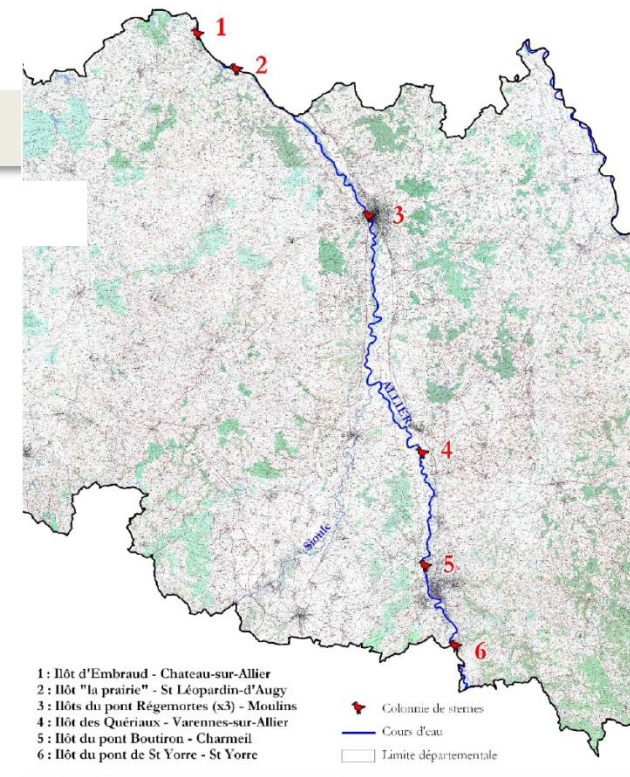 1
2
3
ALLIER
4
Sioule
5
6
1 : Ilôt d'Embraud - Chateau-sur-Allier
2 : Ilôt "la prairie" - St Léopardin-d'Augy
3 : Ilôts du pont Régemortes (x3) - Moulins
4 : Ilôt des Quériaux - Varennes-sur-Allier
5 : Ilôt du pont Boutiron - Charmeil
6 : Ilôt du pont de St Yorre - St Yorre
Colonnie de sternes
Cours d'eau
Limite départementale